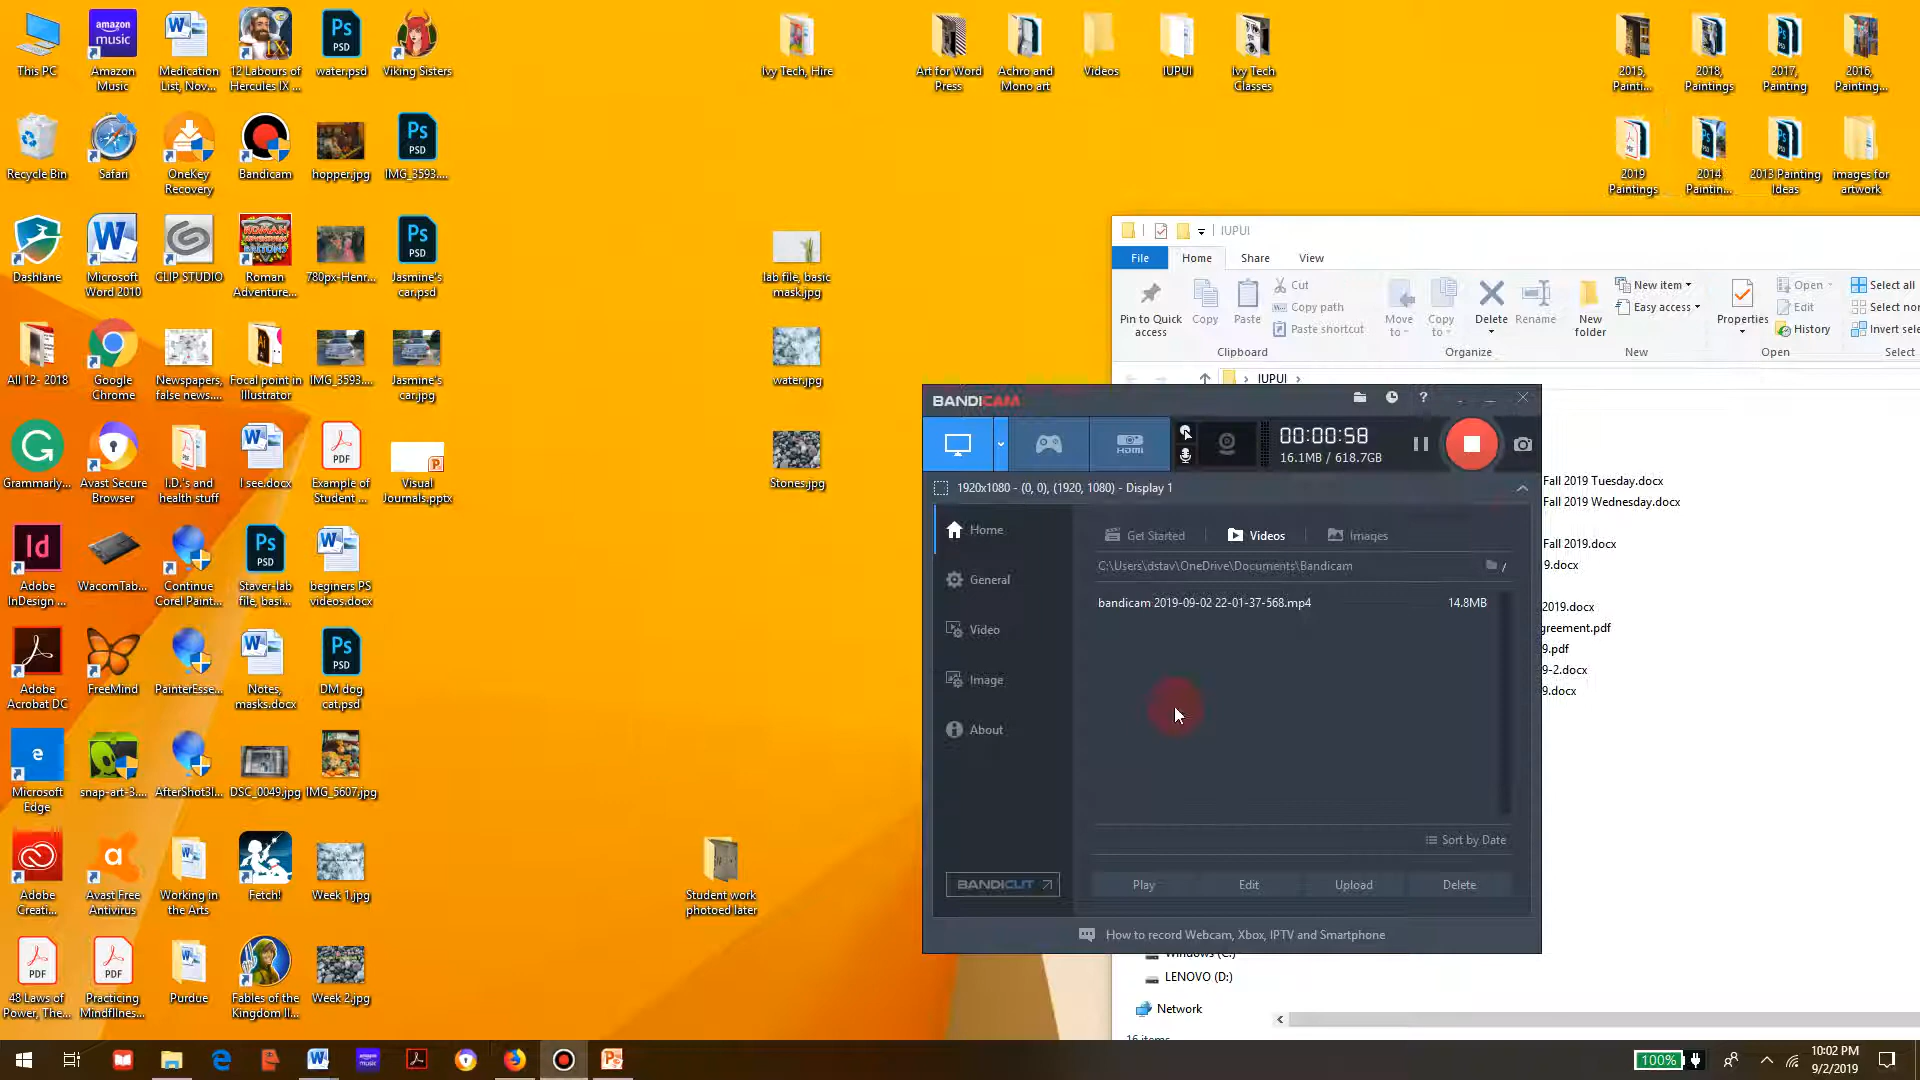 This PC
Amazon
Music
Medication
List, Nov...
12 Labours of
Hercules IX ...
water.psd
Viking Sisters
Ivy Tech, Hire
Art for Word
Press
Achro and
Mono art
Videos
IUPUI
Ivy Tech
Classes
2015,
Painti...
2018,
Paintings
2017,
Painting
2016,
Painting...
Recycle Bin
Safari
OneKey
Recovery
Bandicam
hopper.jpg
IMG_3593....
2019
Paintings
2014
Paintin...
2013 Painting
Ideas
images for
artwork
Dashlane
Microsoft
Word 2010
CLIP STUDIO
Roman
Adventure...
780px-Henr...
Jasmine's
car.psd
lab file, basic
mask.jpg
All 12- 2018
Google
Chrome
Newspapers,
false news....
Focal point in
Illustrator
IMG_3593....
Jasmine's
car.jpg
water.jpg
Grammarly...
Avast Secure
Browser
I.D.'s and
health stuff
I see.docx
Example of
Student ...
Visual
Journals.pptx
Stones.jpg
Adobe
InDesign ...
WacomTab...
Continue
Corel Paint...
Staver-lab
file, basi...
beginers PS
videos.docx
Adobe
Acrobat DC
FreeMind
PainterEsse...
Notes,
masks.docx
DM dog
cat.psd
Microsoft
Edge
snap-art-3....
AfterShot3I...
DSC_0049.jpg
IMG_5607.jpg
Adobe
Creati...
Avast Free
Antivirus
Working in
the Arts
Fetch!
Week 1.jpg
Student work
photoed later
48 Laws of
Power, The...
Practicing
Mindfllnes...
Purdue
Fables of the
Kingdom II...
Week 2.jpg
IUPUI
File
Home
Share
View
Pin to Quick
access
Copy
Paste
Cut
Copy path
Paste shortcut
Clipboard
Move
to
Copy
to
Delete
Rename
Organize
New
folder
New item
Easy access
New
Properties
Open
Edit
History
Open
Select all
Select non
Invert sele
Select
IUPUI
BANDICAM
HDMI
00:00:58
16.1MB / 618.7GB
1920x1080 - (0, 0), (1920, 1080) - Display 1
Home
General
Video
Image
About
Get Started
Videos
Images
C:\Users\dstav\OneDrive\Documents\Bandicam
bandicam 2019-09-02 22-01-37-568.mp4
14.8MB
Sort by Date
BANDICUT
Play
Edit
Upload
Delete
How to record Webcam, Xbox, IPTV and Smartphone
Fall 2019 Tuesday.docx
Fall 2019 Wednesday.docx
Fall 2019.docx
9.docx
2019.docx
greement.pdf
9.pdf
9-2.docx
9.docx
Windows (C:)
LENOVO (D:)
Network
16 items
100%
10:02 PM
9/2/2019